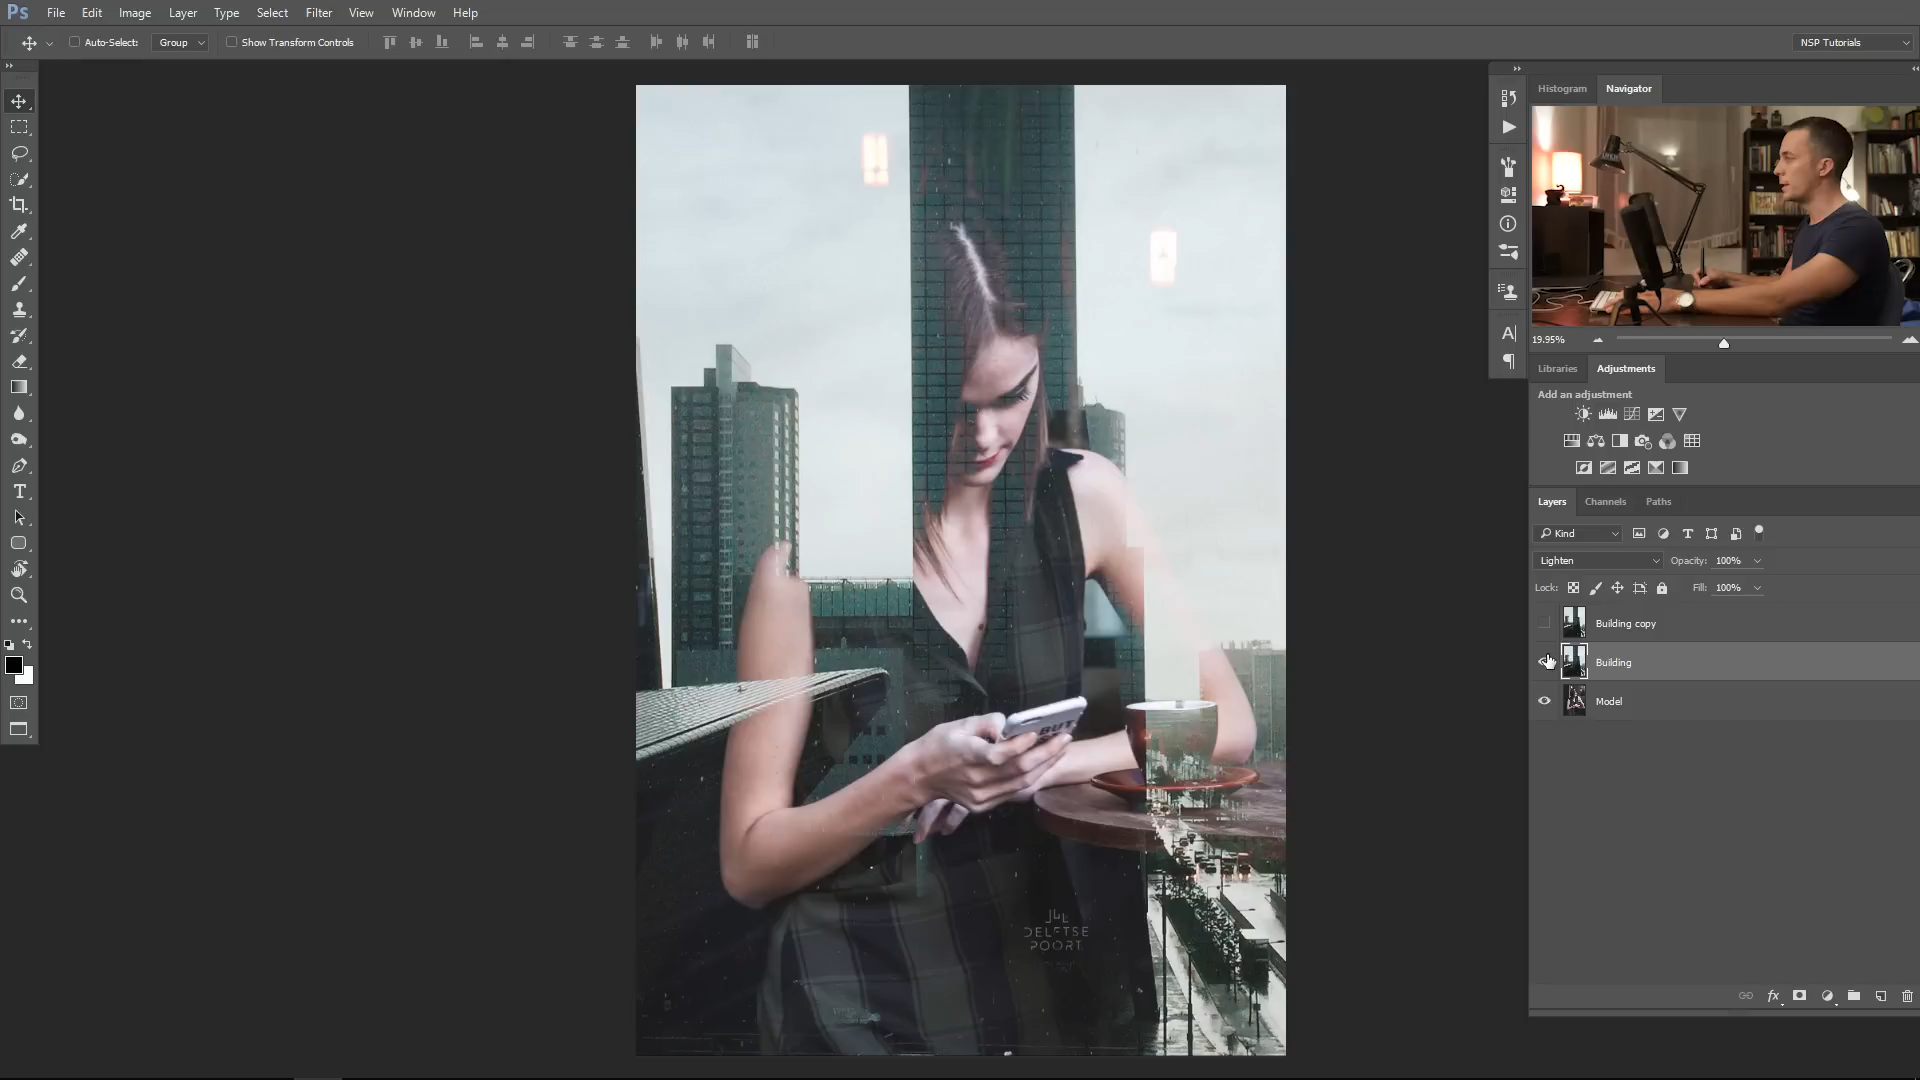 Ps File Edit Image Layer Type Select Filter View Window Help
Auto-Select: Group Show Transform Controls NSP Tutorials
Histogram Navigator
19.95%
Libraries Adjustments
Add an adjustment
Layers Channels Paths
Kind
Lighten Opacity: 100%
Lock: Fill: 100%
Building copy
Building
Model
BUT
DELFTSE
POORT